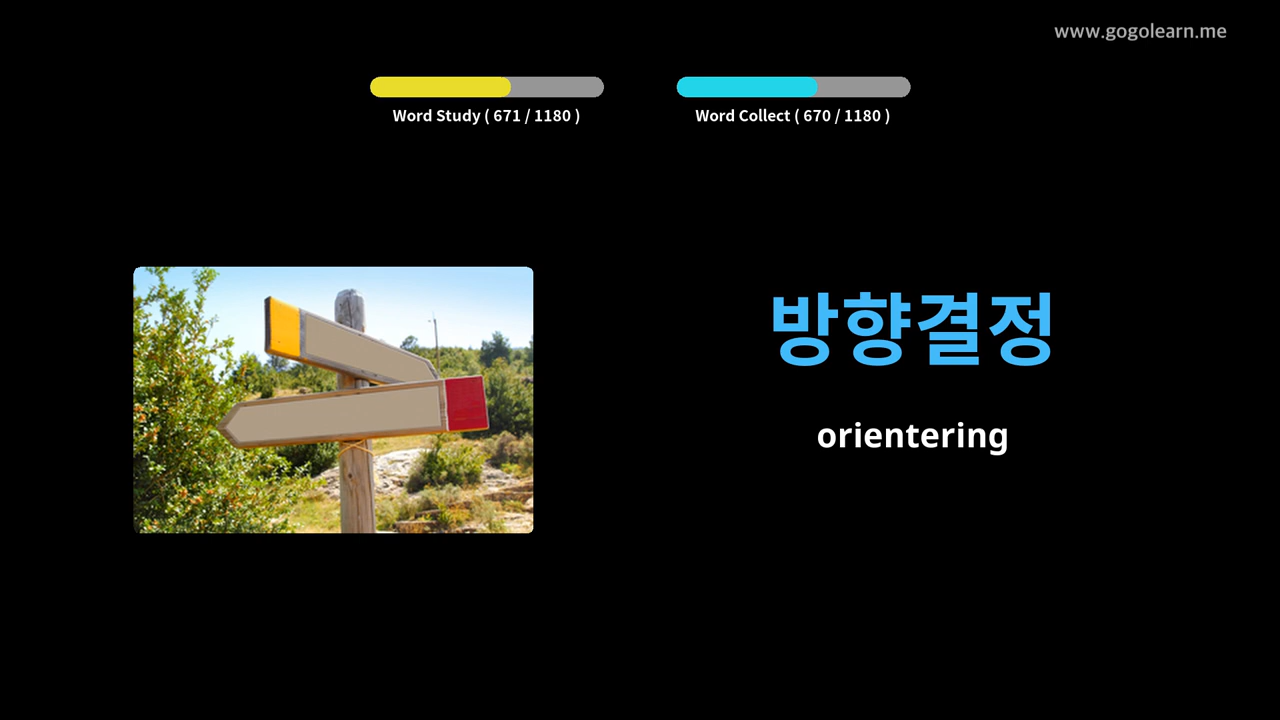 www.gogolearn.me
Word Study ( 671 / 1180 )
Word Collect ( 670 / 1180 )
방향결정
orientering